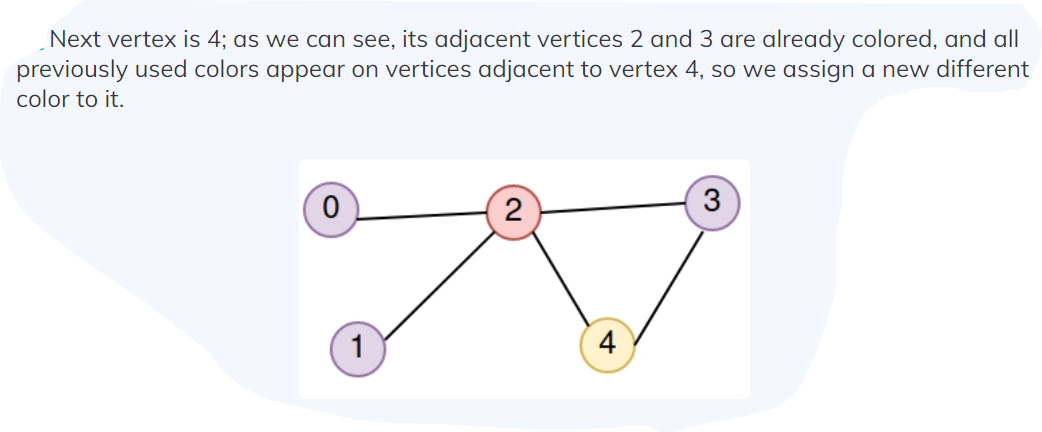 Next vertex is 4; as we can see, its adjacent vertices 2 and 3 are already colored, and all
previously used colors appear on vertices adjacent to vertex 4, so we assign a new different
color to it.
0 2 3
1 4